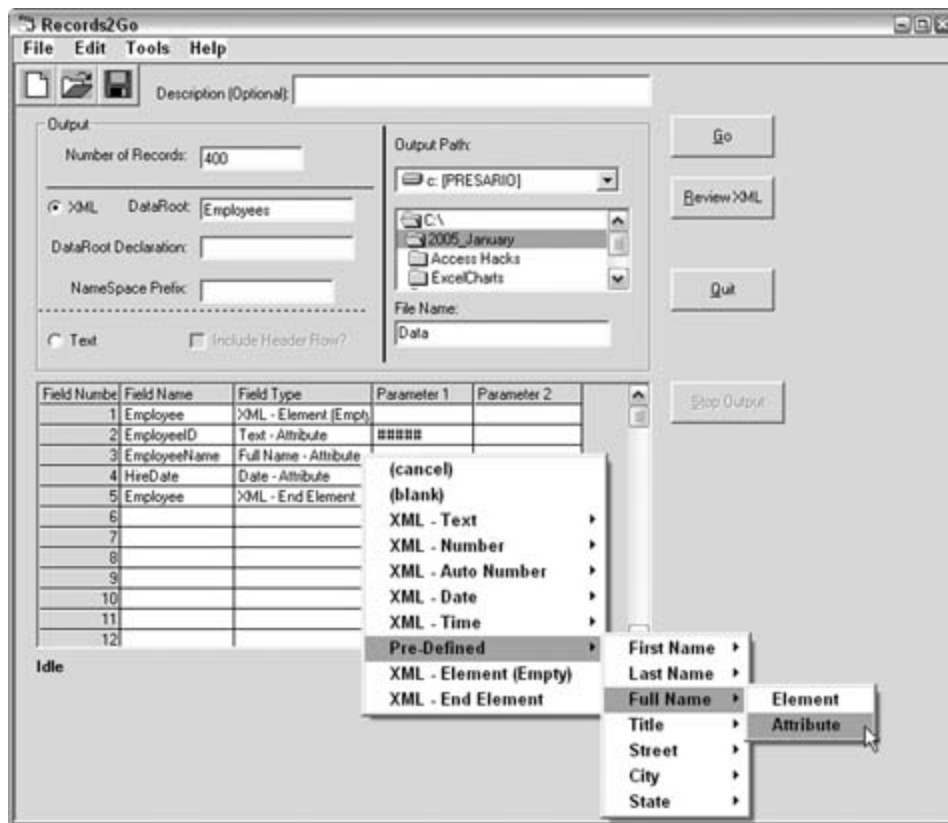 Records2Go
File Edit Tools Help
Description (Optional):
Output
Number of Records: 400
XML DataRoot: Employees
DataRoot Declaration:
NameSpace Prefix:
Text Include Header Row?
Output Path:
c: [PRESARIO]
C:\
2005_January
Access Hacks
ExcelCharts
File Name:
Data
Go
Review XML
Quit
Stop Output
Field Numbe Field Name Field Type Parameter 1 Parameter 2
1 Employee XML - Element (Empty
2 EmployeeID Text - Attribute #####
3 EmployeeName Full Name - Attribute
4 HireDate Date - Attribute
5 Employee XML - End Element
6
7
8
9
10
11
12
Idle
(cancel)
(blank)
XML - Text
XML - Number
XML - Auto Number
XML - Date
XML - Time
Pre-Defined
XML - Element (Empty)
XML - End Element
First Name
Last Name
Full Name
Title
Street
City
State
Element
Attribute